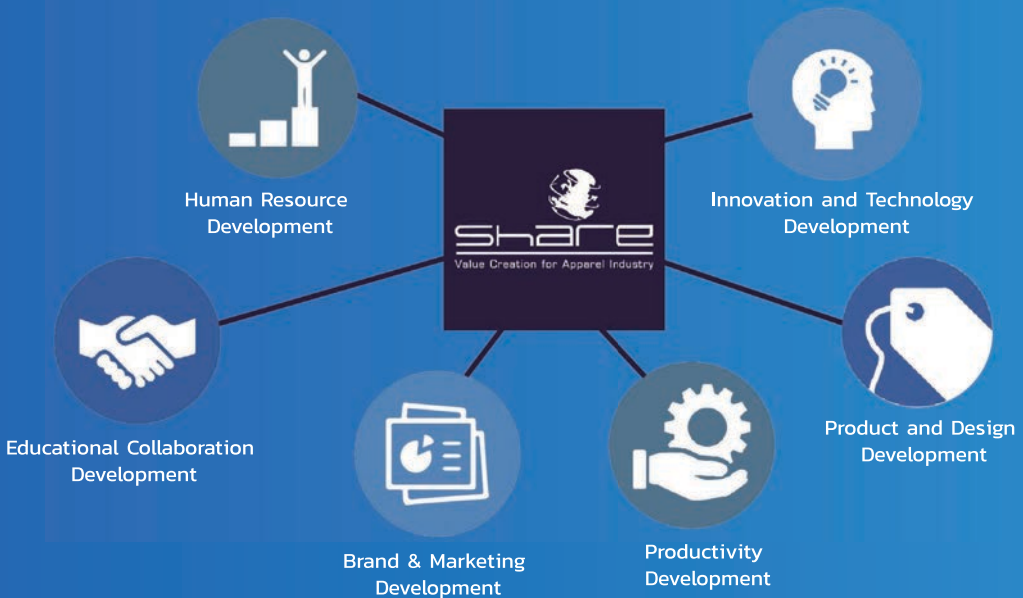 Human Resource
Development
Innovation and Technology
Development
share
Value Creation for Apparel Industry
Educational Collaboration
Development
Product and Design
Development
Brand & Marketing
Development
Productivity
Development